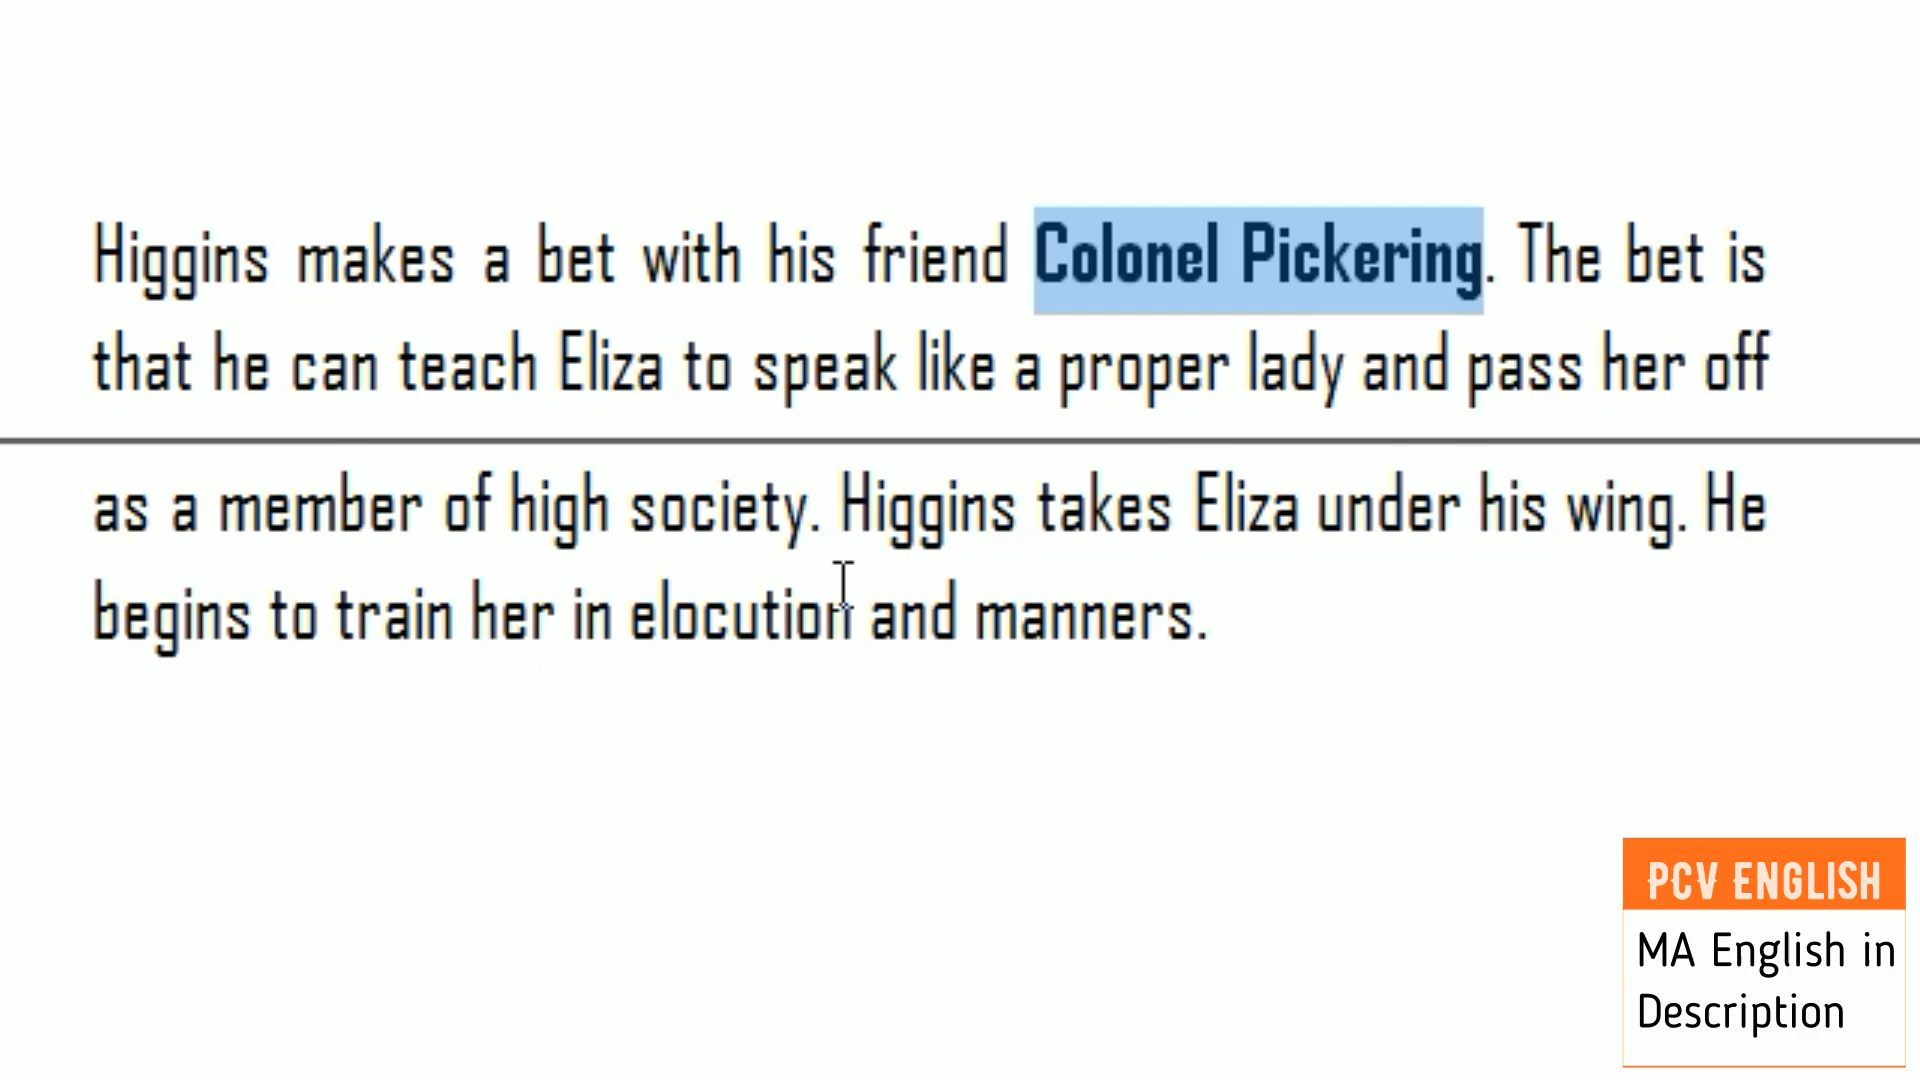 Higgins makes a bet with his friend Colonel Pickering. The bet is
that he can teach Eliza to speak like a proper lady and pass her off
as a member of high society. Higgins takes Eliza under his wing. He
begins to train her in elocution and manners.
PCV ENGLISH
MA English in
Description